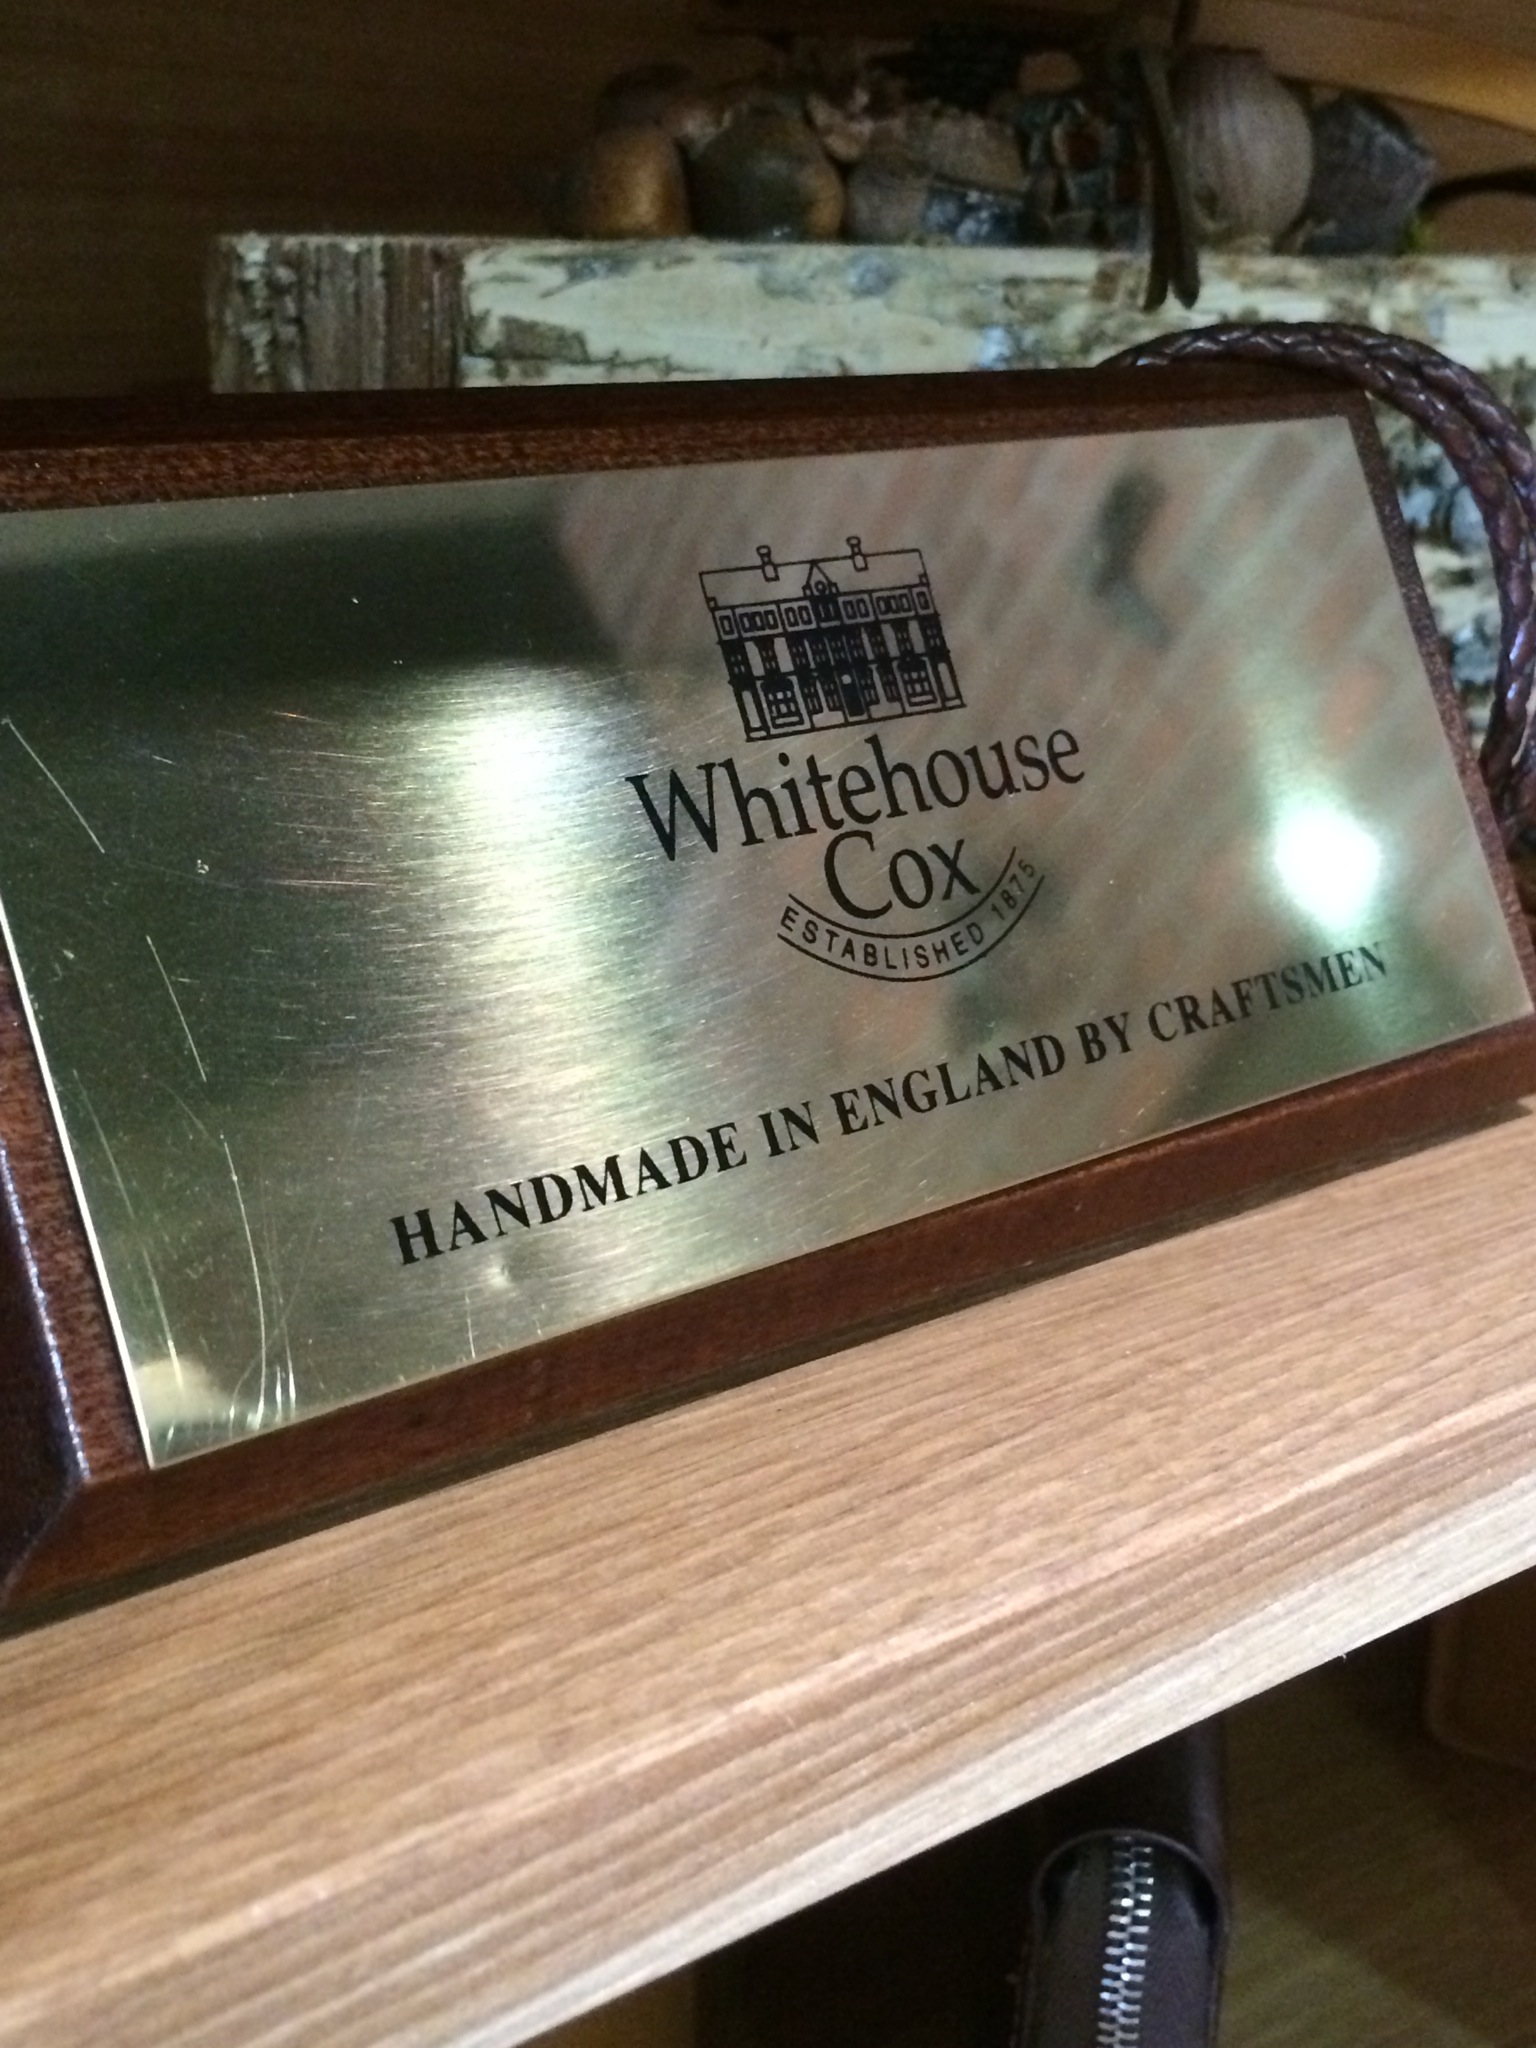 Whitehouse
Cox
ESTABLISHED 1875
HANDMADE IN ENGLAND BY CRAFTSMEN